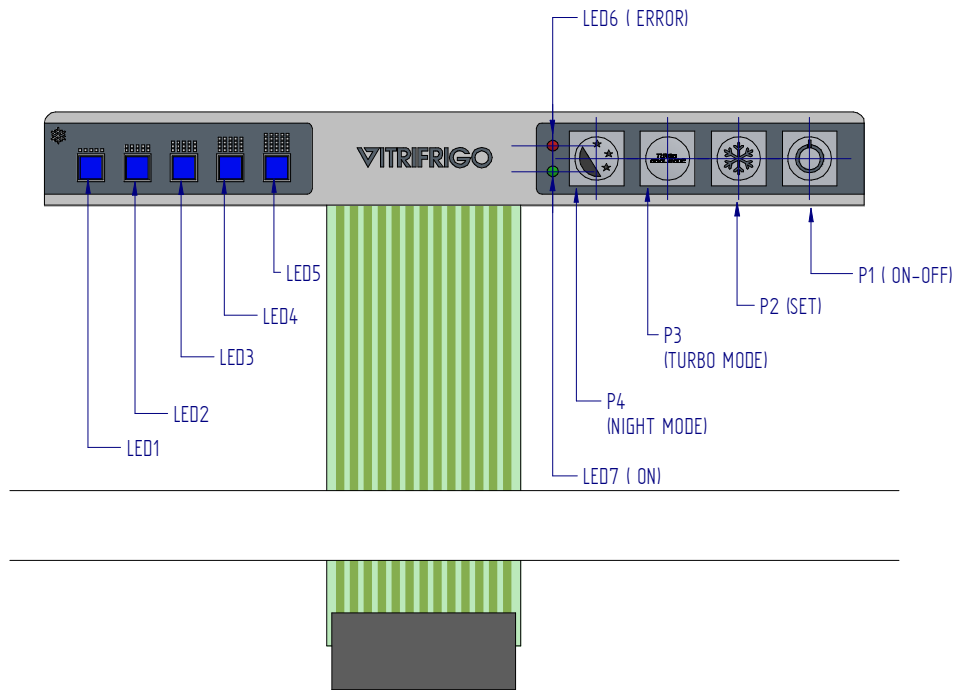 LED6 ( ERROR)
VITRIFRIGO
TURBO
LED5
P1 ( ON-OFF)
P2 (SET)
LED4
P3
(TURBO MODE)
LED3
P4
(NIGHT MODE)
LED2
LED1
LED7 ( ON)